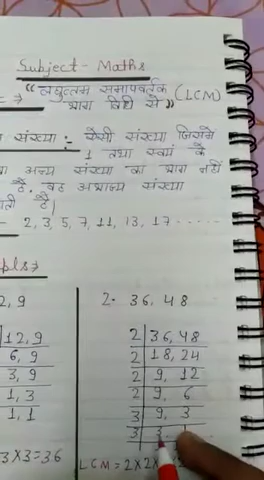 Subject - Maths
"लघुत्तम समापवर्तक (LCM)
भाग विधि से"
संख्या :- ऐसी संख्या जिसमें
1 तथा स्वयं के
अन्य संख्या का भाग नहीं
है, वह अभाज्य संख्या
है।
2, 3, 5, 7, 11, 13, 17 .....
2, 9
12, 9
6, 9
3, 9
1, 3
1, 1
3 X 3 = 36
2. 36, 48
2 | 36, 48
2 | 18, 24
2 | 9, 12
2 | 9, 6
3 | 9, 3
3 | 3, 1
LCM = 2 X 2 X